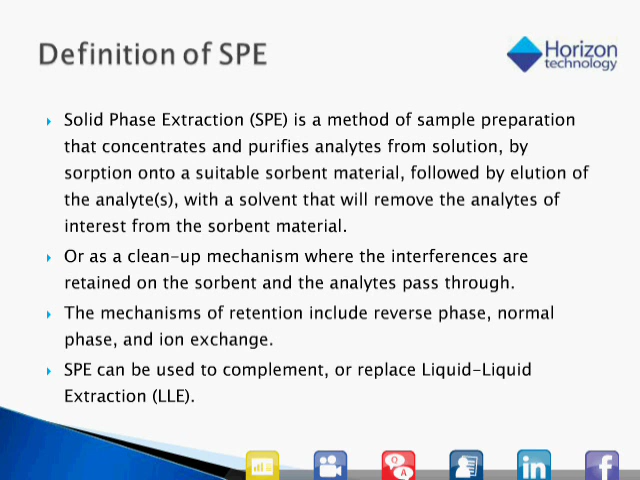 Definition of SPE
Horizon
technology
Solid Phase Extraction (SPE) is a method of sample preparation
that concentrates and purifies analytes from solution, by
sorption onto a suitable sorbent material, followed by elution of
the analyte(s), with a solvent that will remove the analytes of
interest from the sorbent material.
Or as a clean-up mechanism where the interferences are
retained on the sorbent and the analytes pass through.
The mechanisms of retention include reverse phase, normal
phase, and ion exchange.
SPE can be used to complement, or replace Liquid-Liquid
Extraction (LLE).
Q A in f